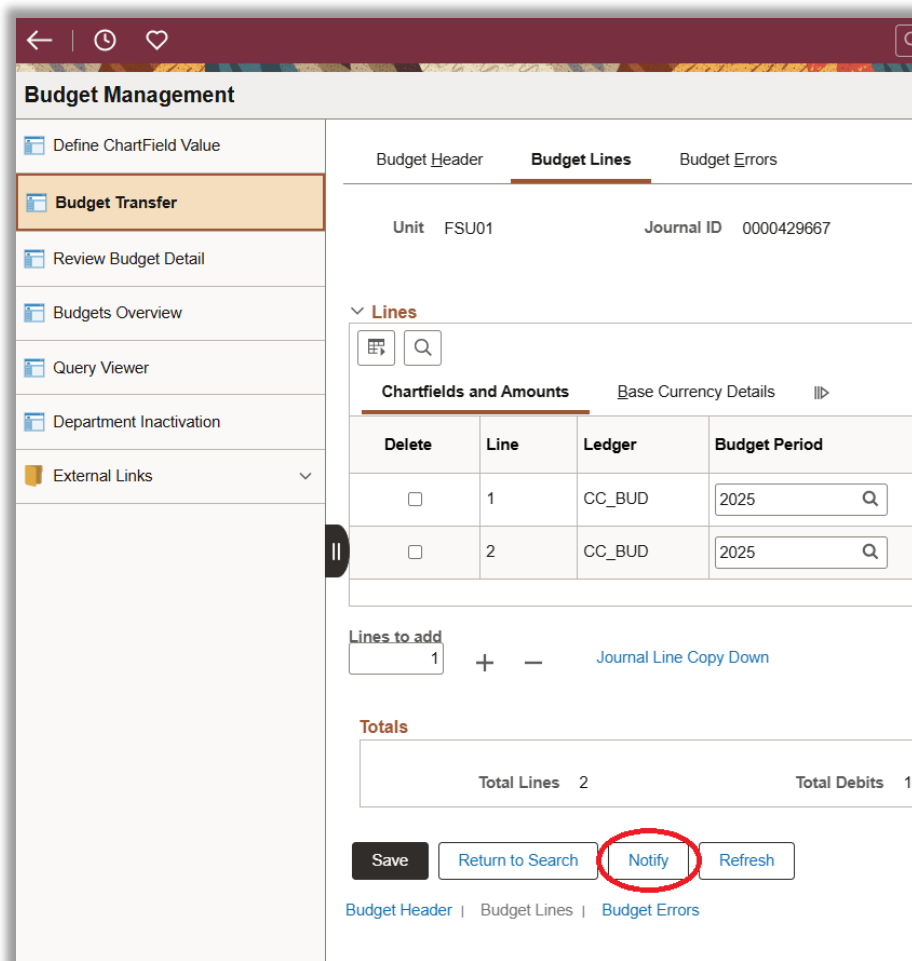 Budget Management
Define ChartField Value
Budget Transfer
Review Budget Detail
Budgets Overview
Query Viewer
Department Inactivation
External Links
Budget Header Budget Lines Budget Errors
Unit FSU01 Journal ID 0000429667
Lines
Chartfields and Amounts Base Currency Details
Delete Line Ledger Budget Period
1 CC_BUD 2025
2 CC_BUD 2025
Lines to add
1 Journal Line Copy Down
Totals
Total Lines 2 Total Debits 1
Save Return to Search Notify Refresh
Budget Header | Budget Lines | Budget Errors